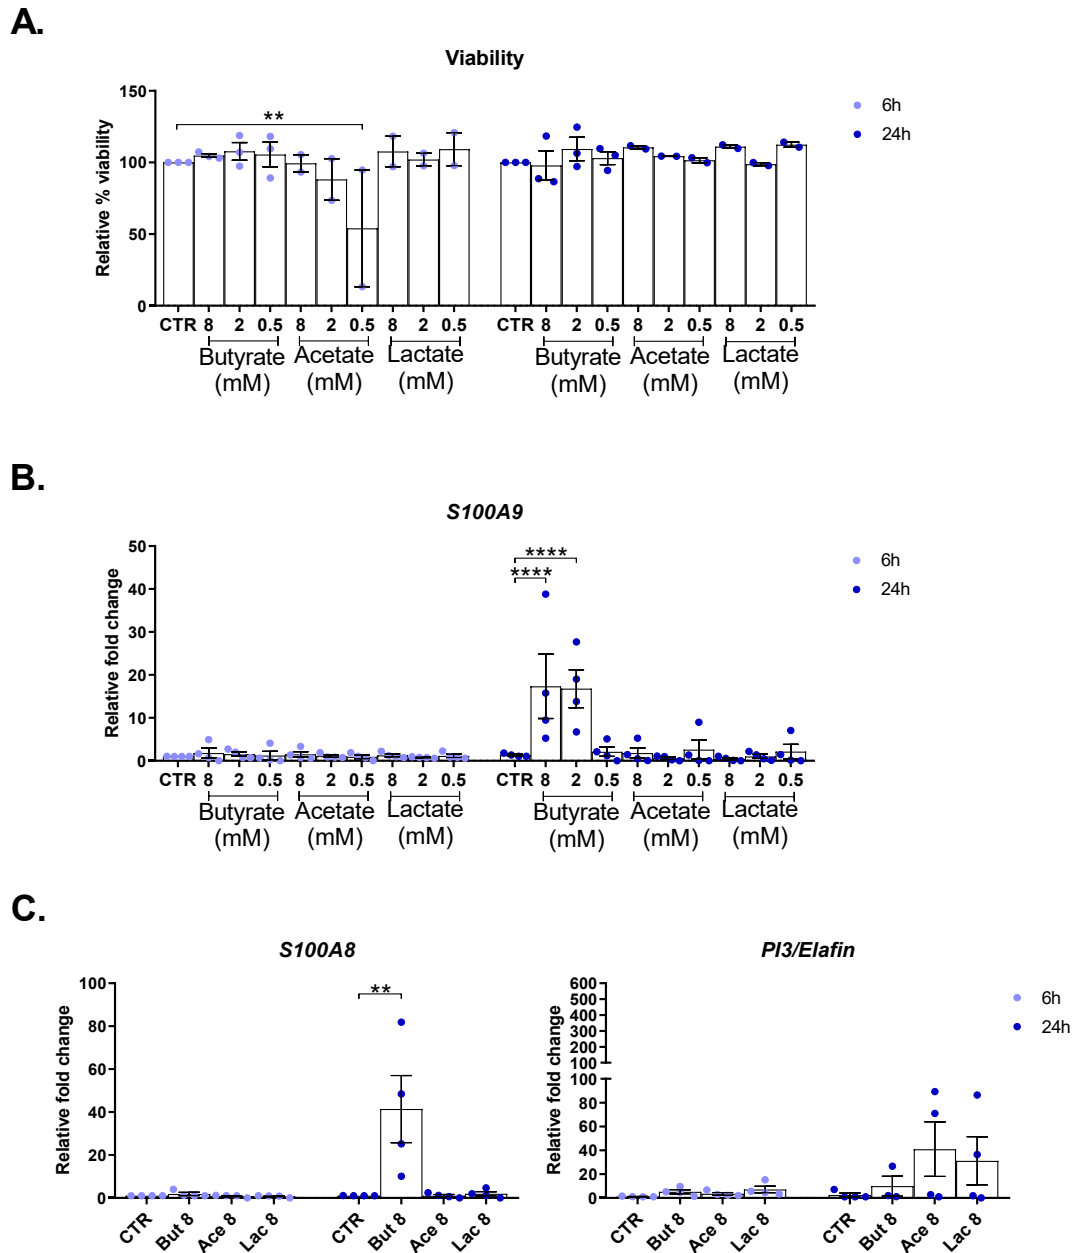 A.
Viability
Relative % viability
150
100
50
0
**
6h
24h
CTR 8 2 0.5 8 2 0.5 8 2 0.5 CTR 8 2 0.5 8 2 0.5 8 2 0.5
Butyrate Acetate Lactate Butyrate Acetate Lactate
(mM) (mM) (mM) (mM) (mM) (mM)
B.
S100A9
Relative fold change
50
40
30
20
10
0
****
****
6h
24h
CTR 8 2 0.5 8 2 0.5 8 2 0.5 CTR 8 2 0.5 8 2 0.5 8 2 0.5
Butyrate Acetate Lactate Butyrate Acetate Lactate
(mM) (mM) (mM) (mM) (mM) (mM)
C.
S100A8
Relative fold change
100
80
60
40
20
0
**
CTR But 8 Ace 8 Lac 8 CTR But 8 Ace 8 Lac 8
PI3/Elafin
Relative fold change
600
500
400
300
200
100
100
80
60
40
20
0
6h
24h
CTR But 8 Ace 8 Lac 8 CTR But 8 Ace 8 Lac 8